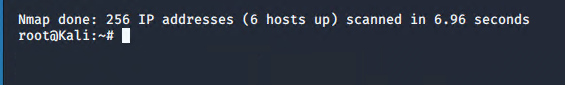 Nmap done: 256 IP addresses (6 hosts up) scanned in 6.96 seconds
root@Kali:~#